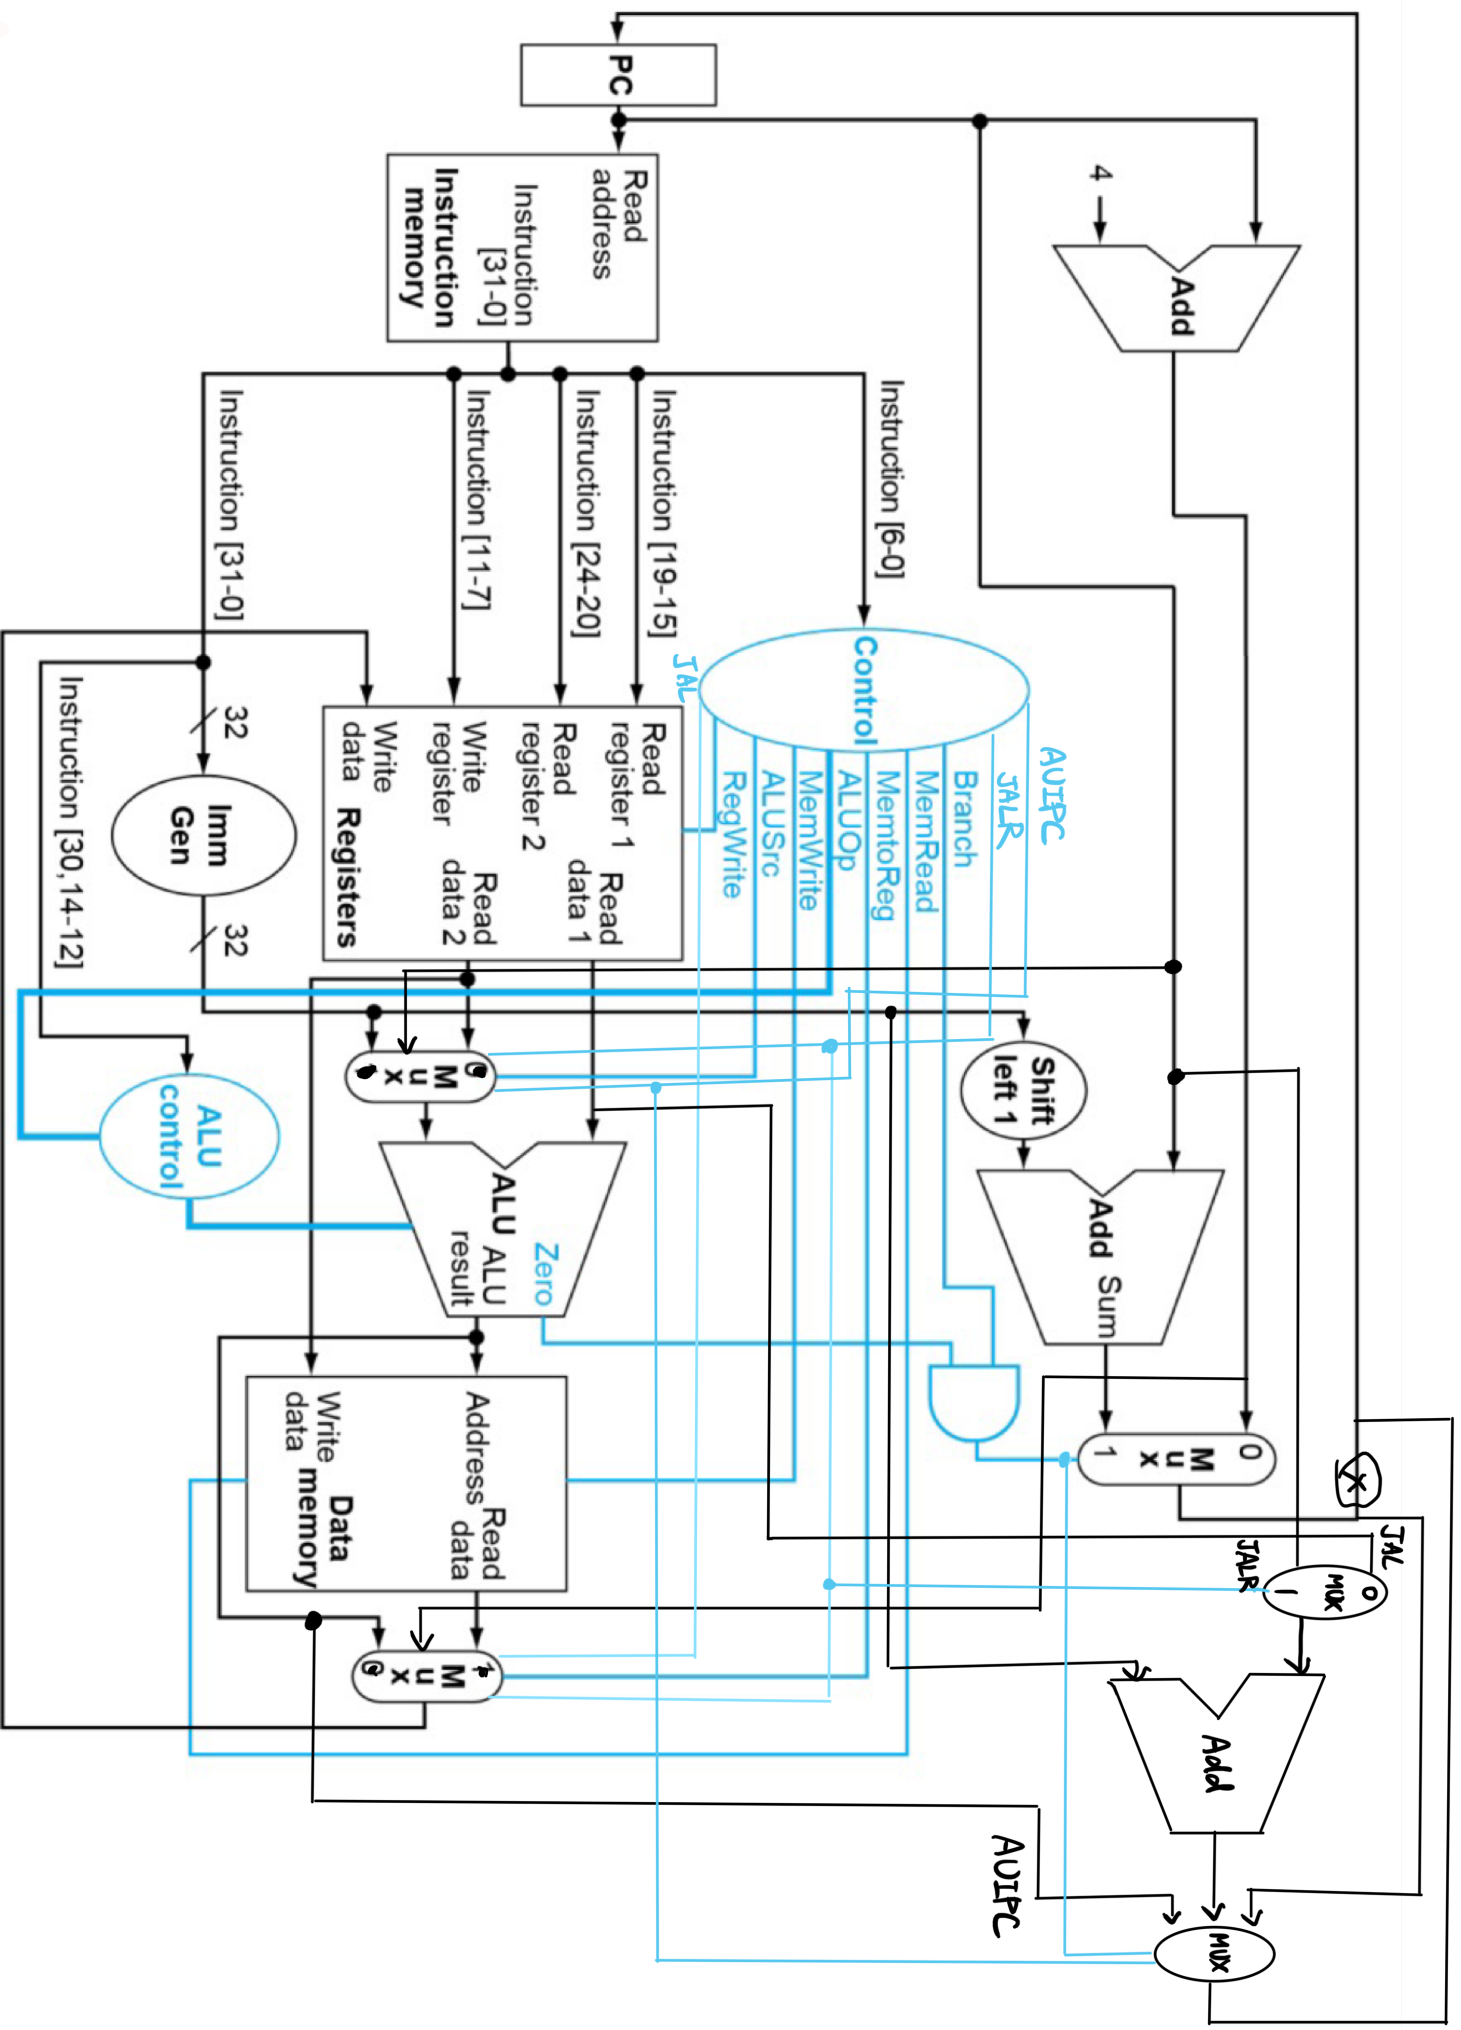 PC
4
Add
Read
address
Instruction
[31-0]
Instruction
memory
Instruction [6-0]
Instruction [19-15]
Instruction [24-20]
Instruction [11-7]
Instruction [31-0]
Instruction [30,14-12]
Control
AUIPC
JALR
Branch
MemRead
MemtoReg
ALUOp
MemWrite
ALUSrc
RegWrite
JAL
Read
register 1
Read
register 2
Write
register
Write
data
Read
data 1
Read
data 2
Registers
32
Imm
Gen
32
Shift
left 1
Add
Sum
0
M
u
x
1
M
u
x
ALU
control
Zero
ALU
ALU
result
Address
Read
data
Write
data
Data
memory
1
M
u
x
0
X
JAL
JALR
0
MUX
1
Add
AUIPC
MUX